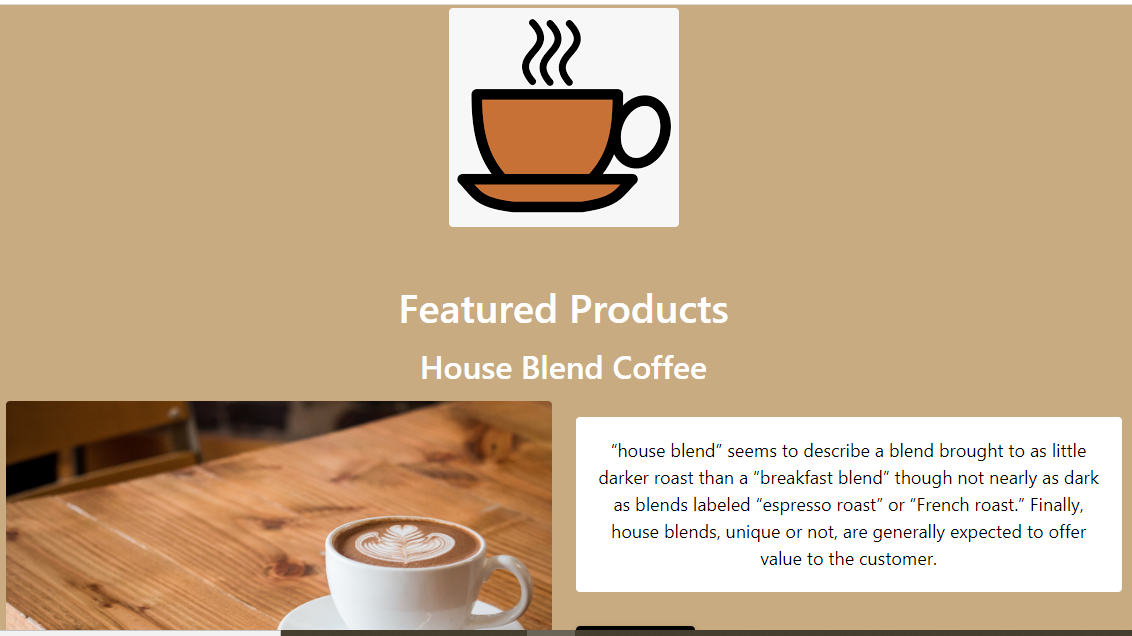 Featured Products
House Blend Coffee
“house blend” seems to describe a blend brought to as little
darker roast than a “breakfast blend” though not nearly as dark
as blends labeled “espresso roast” or “French roast.” Finally,
house blends, unique or not, are generally expected to offer
value to the customer.